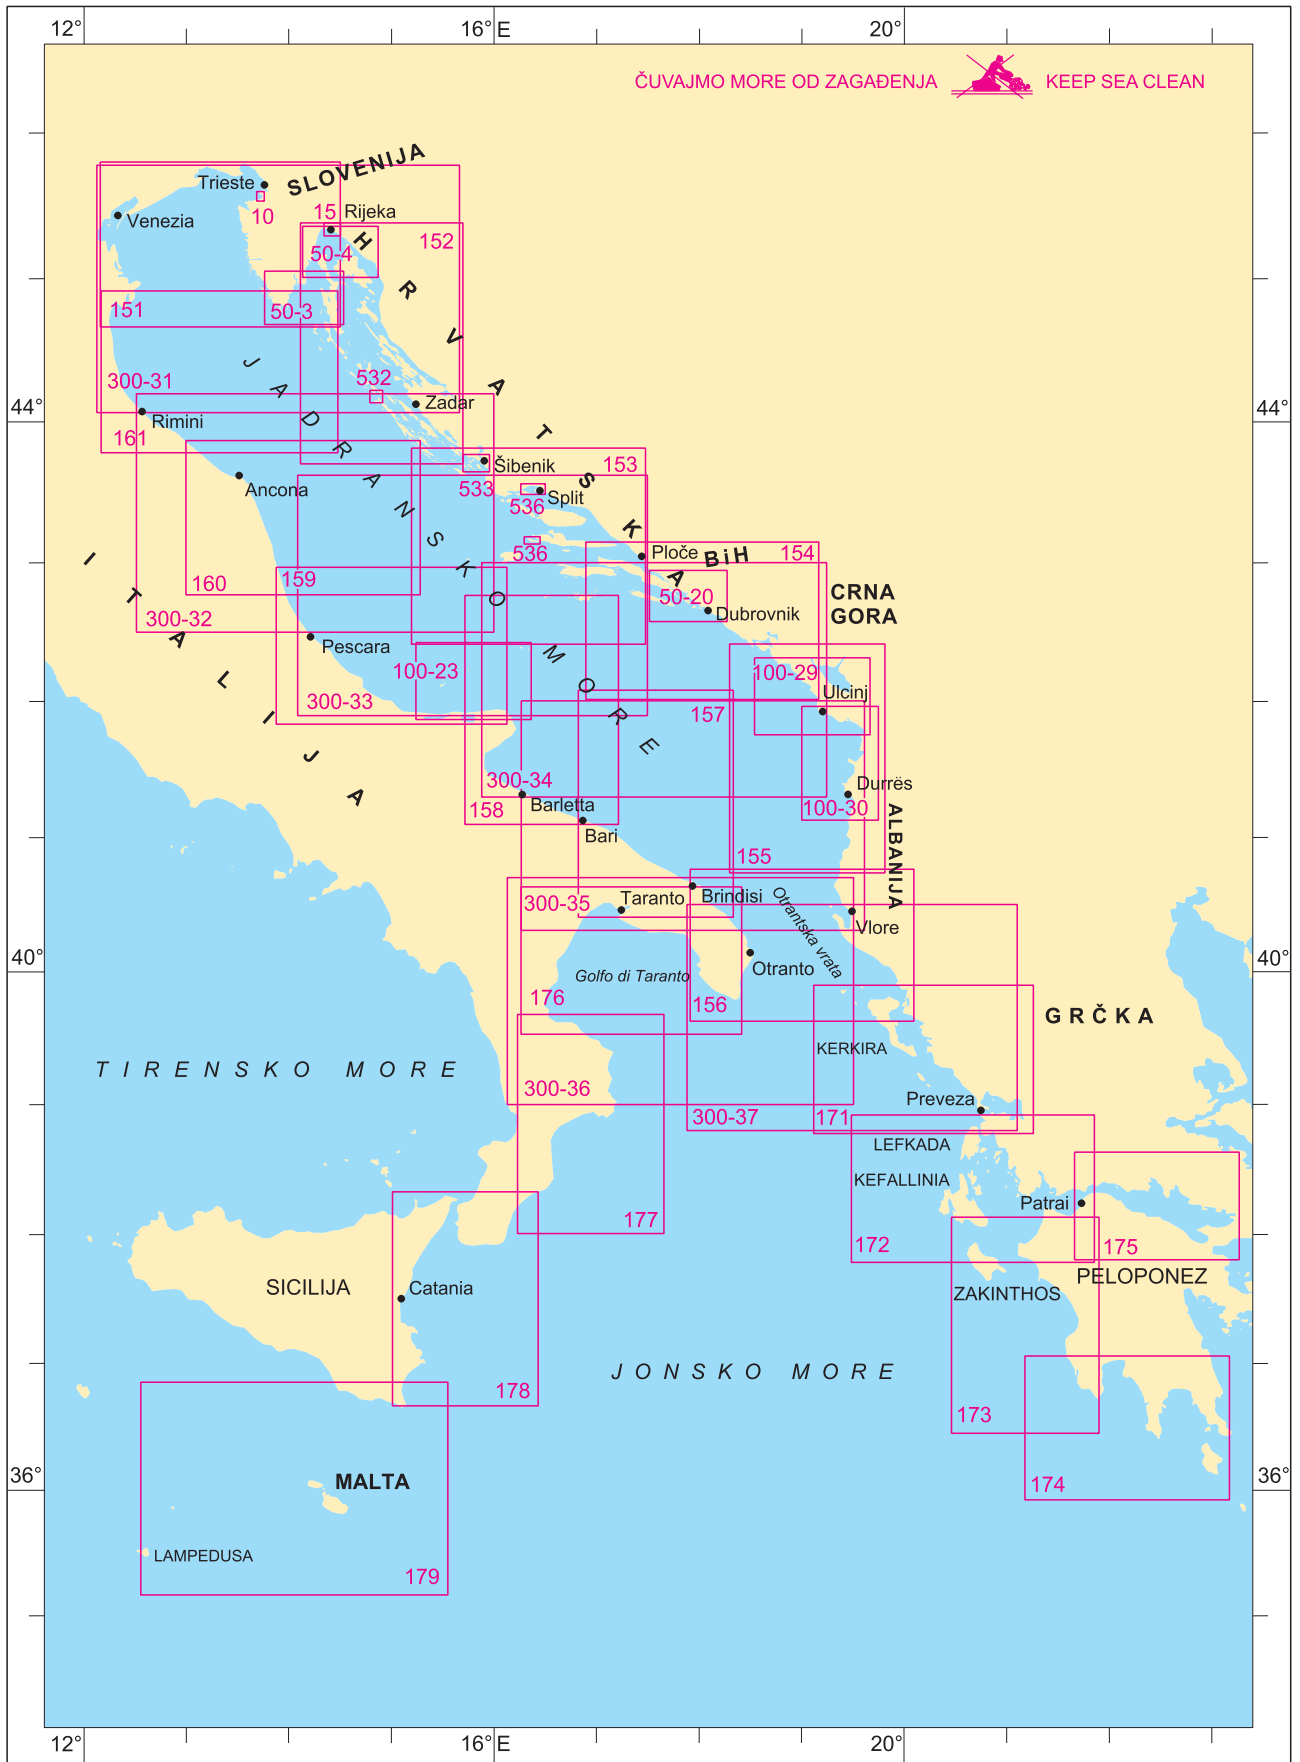 12°
16°E
20°
ČUVAJMO MORE OD ZAGAĐENJA
KEEP SEA CLEAN
SLOVENIJA
Trieste
10
15
Rijeka
Venezia
152
50-4
HRVATSKA
151
50-3
JADRANSKO MORE
300-31
532
Zadar
44°
44°
Rimini
161
Šibenik
153
533
Ancona
536
Split
536
Ploče
BiH
154
160
159
50-20
CRNA
GORA
300-32
Dubrovnik
ITALIJA
Pescara
100-23
100-29
Ulcinj
300-33
157
300-34
Durrës
158
Barletta
100-30
Bari
ALBANIJA
155
Taranto
Brindisi
300-35
Otrantska vrata
Vlore
Otranto
40°
40°
Golfo di Taranto
176
156
GRČKA
KERKIRA
TIRENSKO MORE
300-36
Preveza
300-37
171
LEFKADA
KEFALLINIA
Patrai
177
172
175
SICILIJA
Catania
PELOPONEZ
ZAKINTHOS
JONSKO MORE
178
173
36°
36°
MALTA
174
LAMPEDUSA
179
12°
16°E
20°